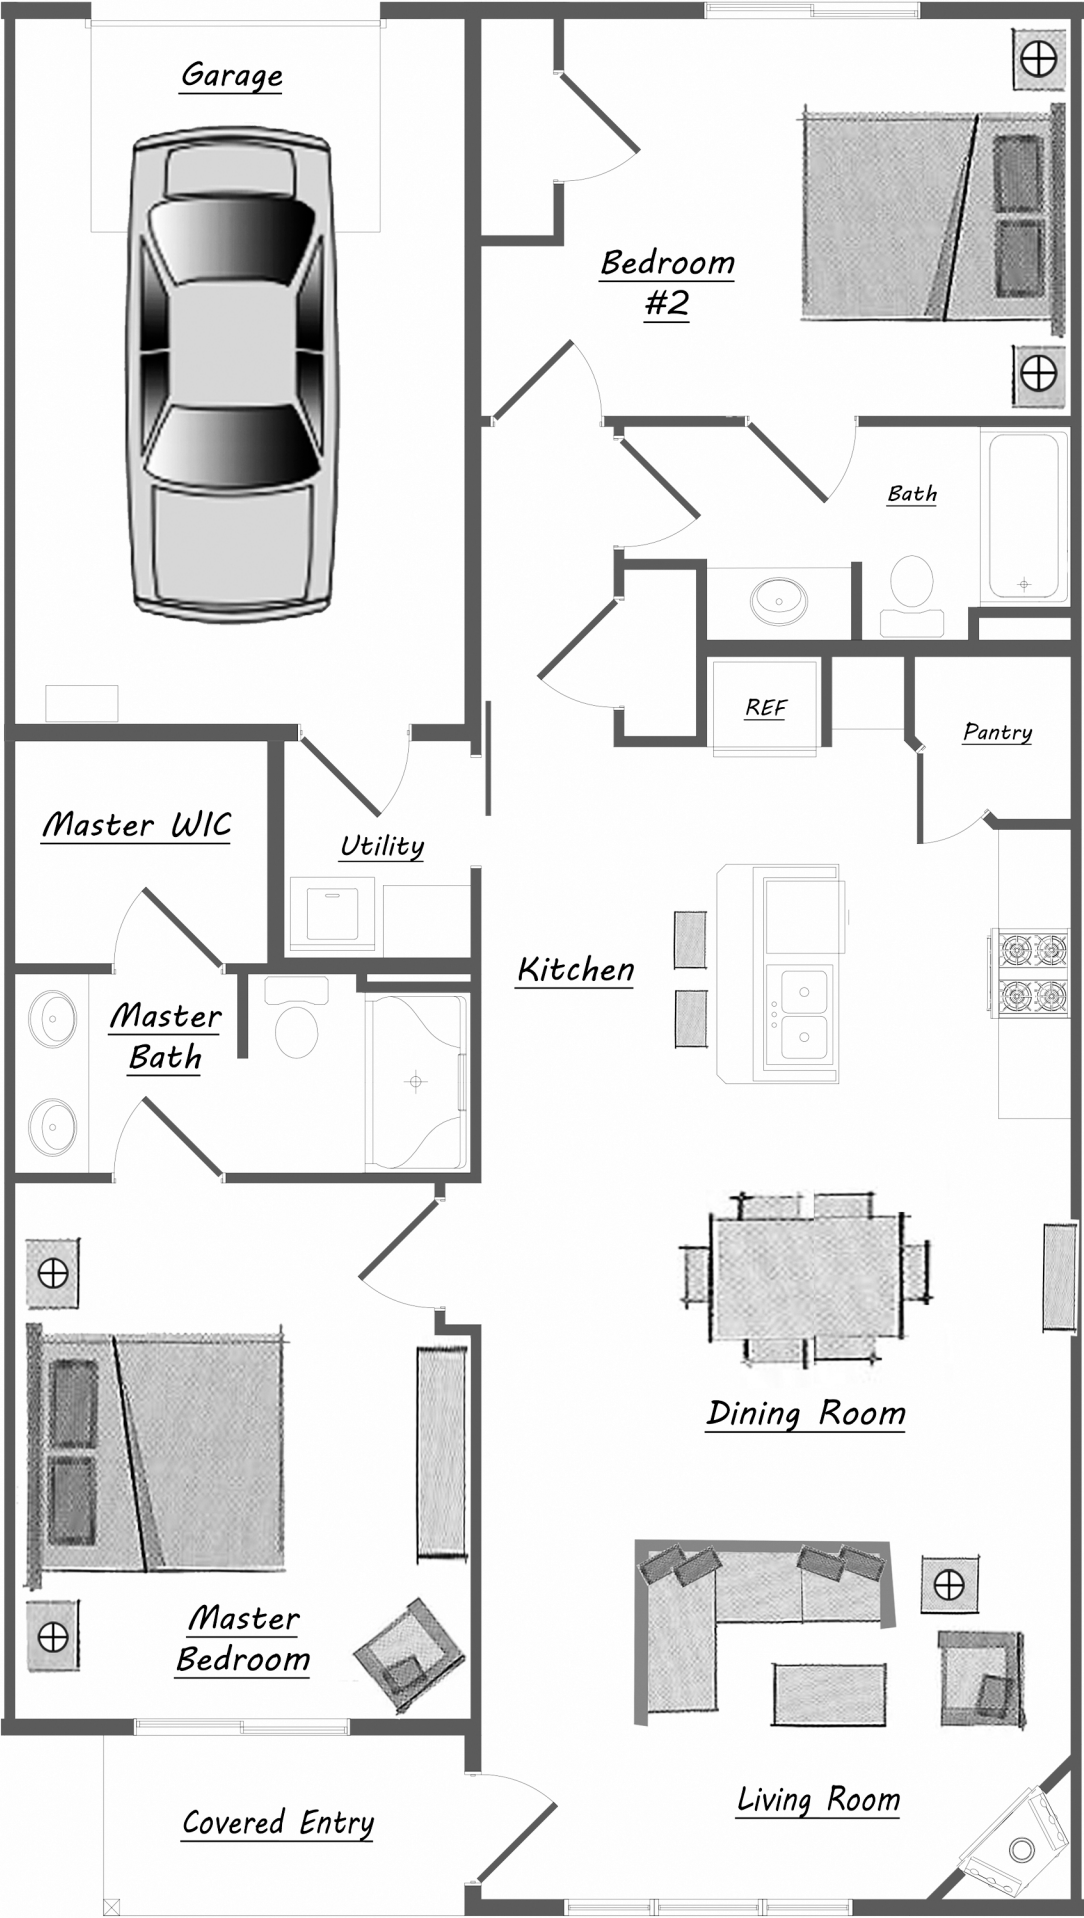 Garage
Bedroom
#2
Bath
REF
Pantry
Master WIC
Utility
Kitchen
Master
Bath
Dining Room
Master
Bedroom
Living Room
Covered Entry